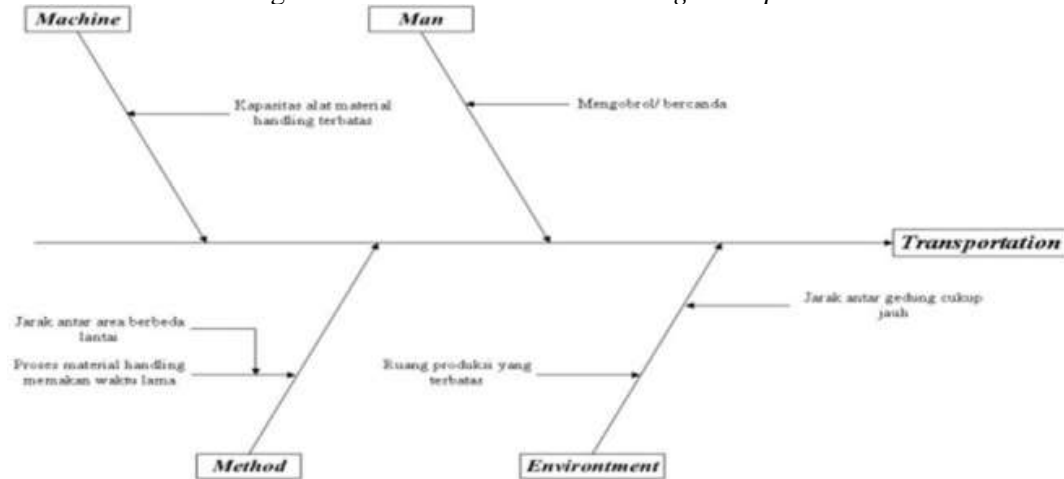 Machine
Man
Kapasitas alat material
handling terbatas
Mengobrol/ bercanda
Transportation
Jarak antar area berbeda
lantai
Proses material handling
memakan waktu lama
Ruang produksi yang
terbatas
Jarak antar gedung cukup
jauh
Method
Environtment